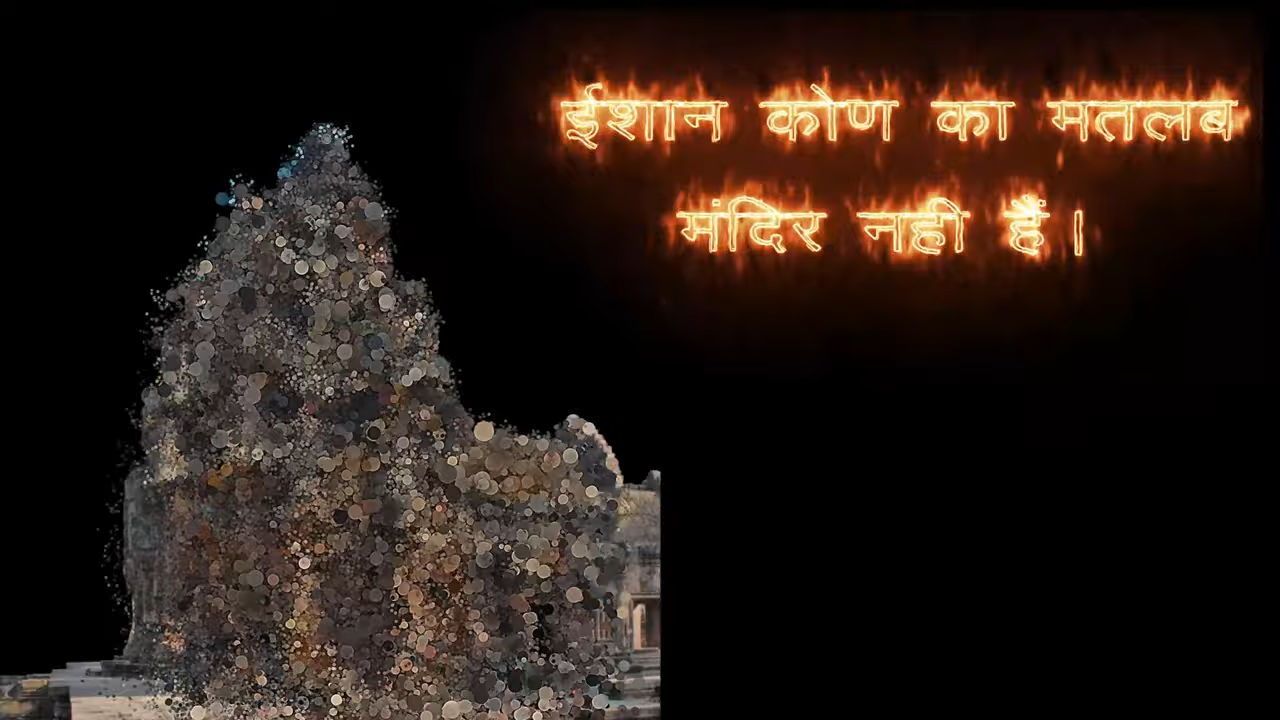 ईशान कोण का मतलब
मंदिर नही हैं।